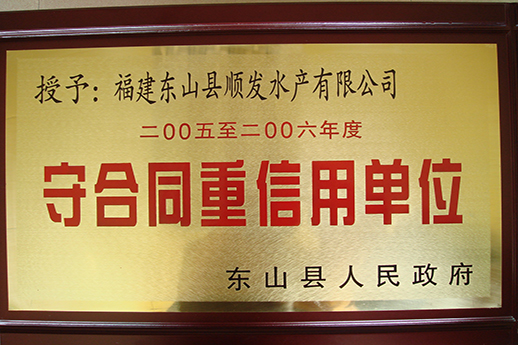 授予：福建东山县顺发水产有限公司
二00五至二00六年度
守合同重信用单位
东山县人民政府